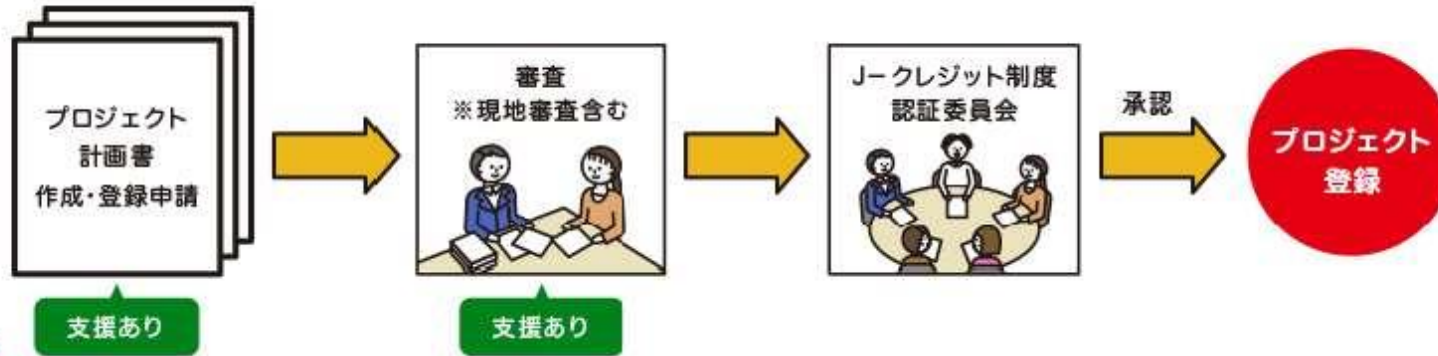 プロジェクト
計画書
作成・登録申請
支援あり
審査
※現地審査含む
支援あり
Jークレジット制度
認証委員会
承認
プロジェクト
登録